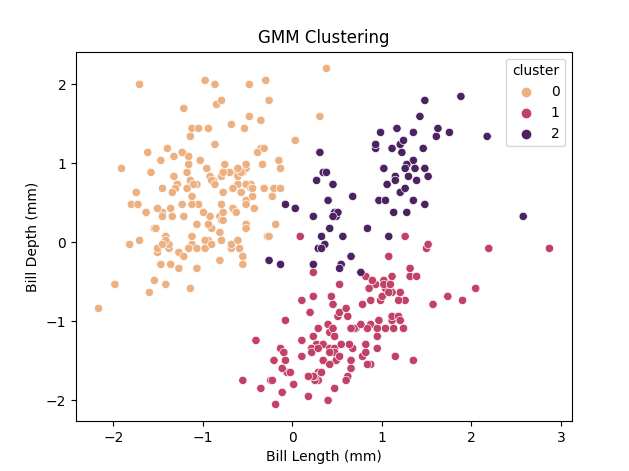 GMM Clustering
cluster
0
1
2
2
1
0
−1
−2
Bill Depth (mm)
−2 −1 0 1 2 3
Bill Length (mm)